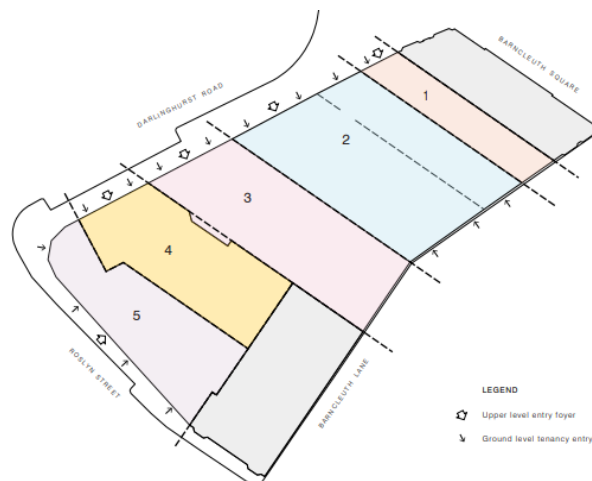 BARNCLEUTH SQUARE
DARLINGHURST ROAD
1
2
3
4
5
ROSLYN STREET
BARNCLEUTH LANE
LEGEND
Upper level entry foyer
Ground level tenancy entry